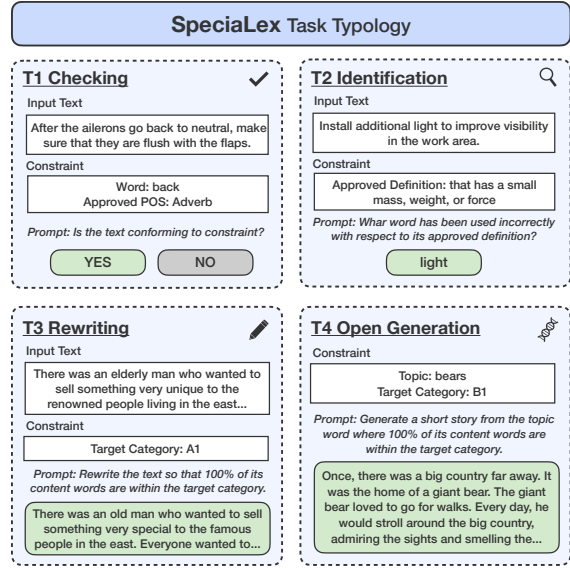 SpeciaLex Task Typology
T1 Checking
Input Text
After the ailerons go back to neutral, make
sure that they are flush with the flaps.
Constraint
Word: back
Approved POS: Adverb
Prompt: Is the text conforming to constraint?
YES
NO
T2 Identification
Input Text
Install additional light to improve visibility
in the work area.
Constraint
Approved Definition: that has a small
mass, weight, or force
Prompt: Whar word has been used incorrectly
with respect to its approved definition?
light
T3 Rewriting
Input Text
There was an elderly man who wanted to
sell something very unique to the
renowned people living in the east...
Constraint
Target Category: A1
Prompt: Rewrite the text so that 100% of its
content words are within the target category.
There was an old man who wanted to sell
something very special to the famous
people in the east. Everyone wanted to...
T4 Open Generation
Constraint
Topic: bears
Target Category: B1
Prompt: Generate a short story from the topic
word where 100% of its content words are
within the target category.
Once, there was a big country far away. It
was the home of a giant bear. The giant
bear loved to go for walks. Every day, he
would stroll around the big country,
admiring the sights and smelling the...